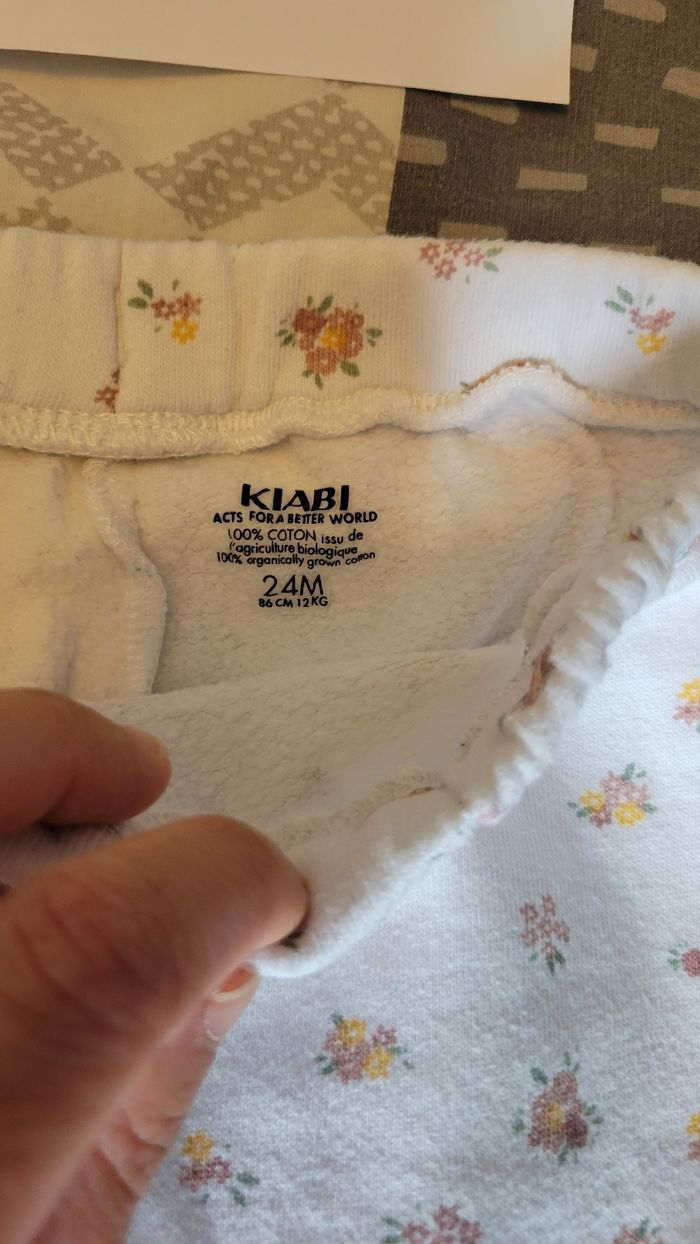 KIABI
ACTS FOR A BETTER WORLD
100% COTON issu de
l'agriculture biologique
100% organically grown cotton
24M
86 CM 12 KG